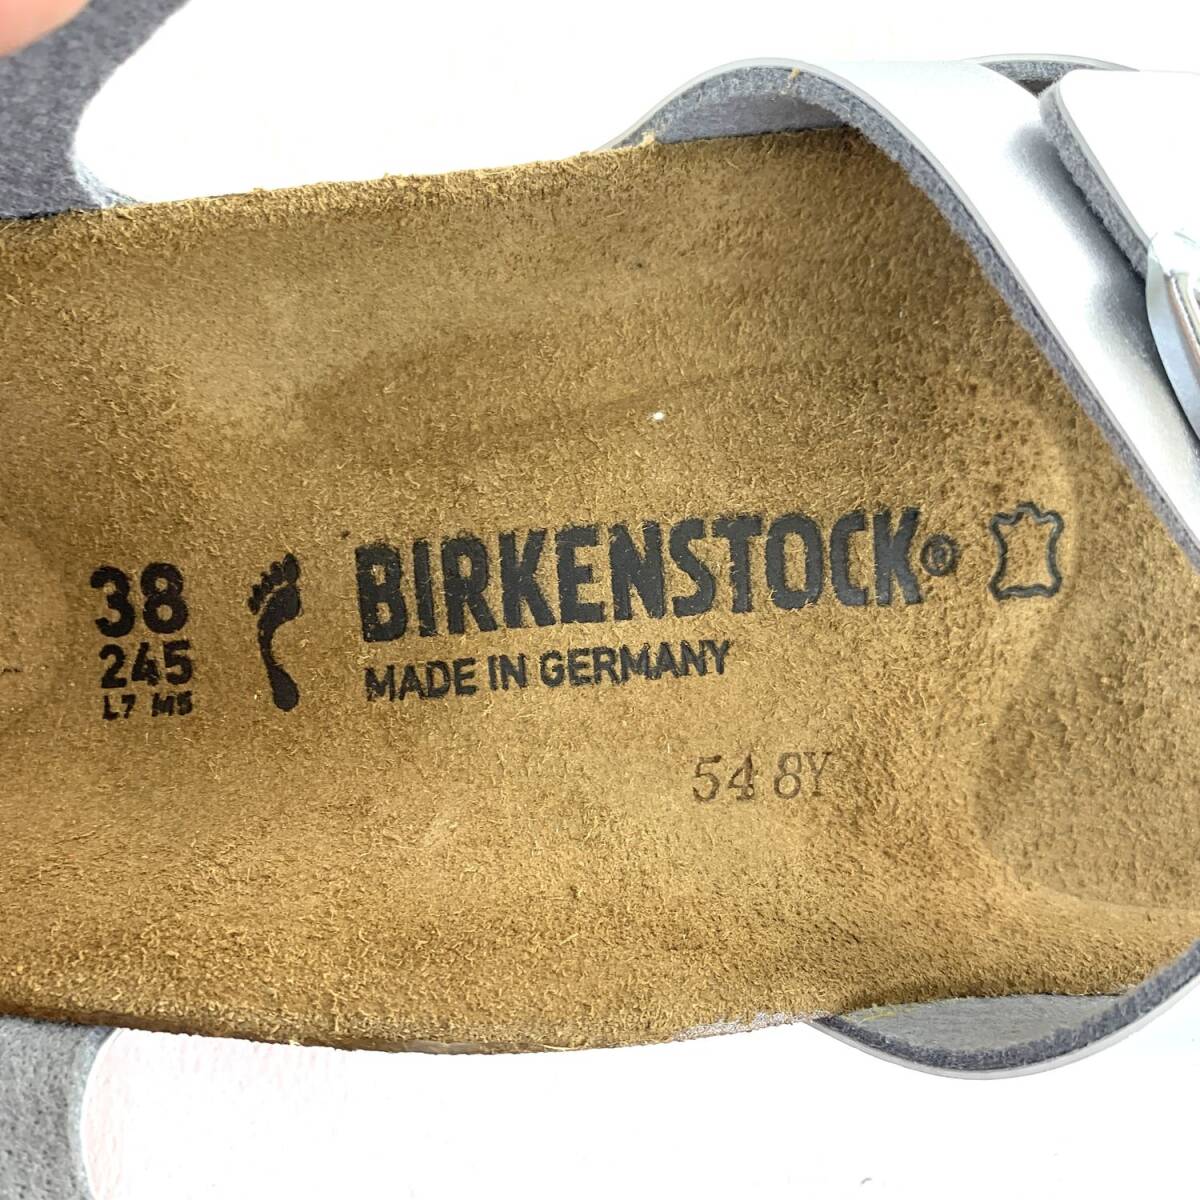 38
245
L7 M5
BIRKENSTOCK®
MADE IN GERMANY
54 8Y